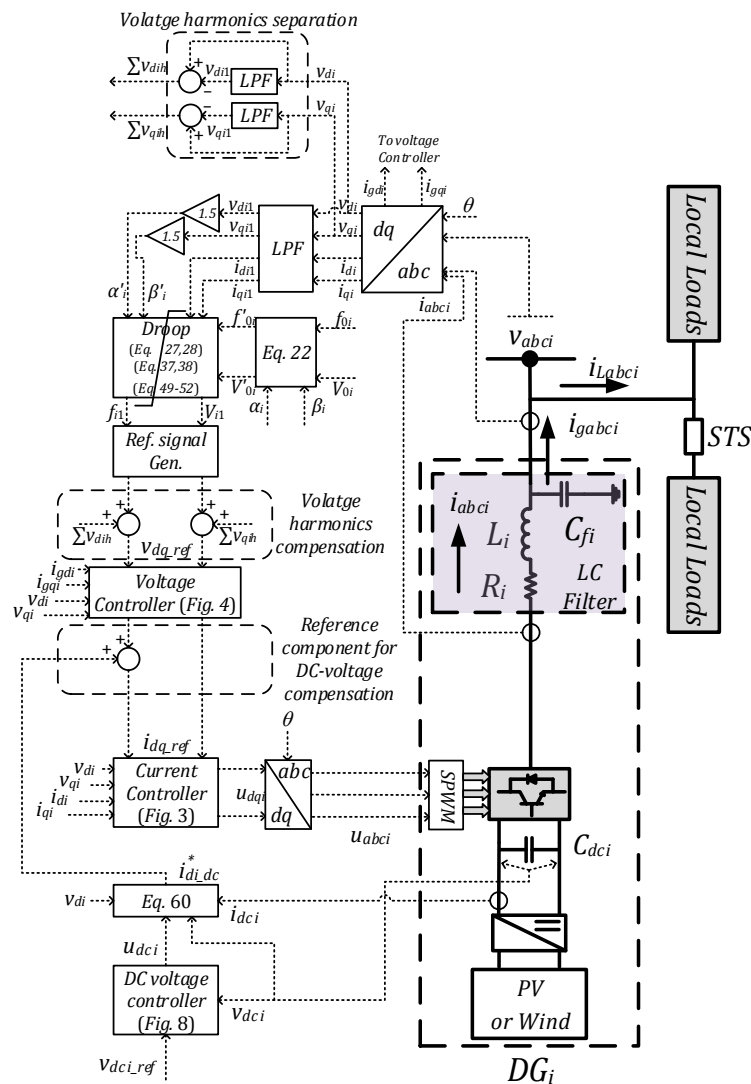 Volatge harmonics separation
∑v_dih
+
v_di1
LPF
v_di
−
−
∑v_qih
+
v_qi1
LPF
v_qi
To voltage
Controller
i_gdi
i_gqi
1.5
v_di1
v_di
θ
1.5
v_qi1
v_qi
dq
LPF
i_di1
i_di
abc
i_qi1
i_qi
α'_i
β'_i
i_abci
Droop
(Eq. 27,28)
(Eq. 37,38)
(Eq. 49-52)
f'_0i
f_0i
Eq. 22
V'_0i
V_0i
α_i
β_i
f_i1
V_i1
v_abci
i_Labci
Local Loads
STS
Local Loads
i_gabci
Ref. signal
Gen.
+
+
+
+
∑v_dih
∑v_qih
v_dq_ref
Volatge
harmonics
compensation
i_abci
C_fi
L_i
R_i
LC
Filter
i_gdi
i_gqi
v_di
v_qi
Voltage
Controller (Fig. 4)
+
+
Reference
component for
DC-voltage
compensation
i_dq_ref
θ
v_di
v_qi
i_di
i_qi
Current
Controller
(Fig. 3)
u_dqi
abc
dq
u_abci
SPWM
C_dci
i*_di_dc
v_di
Eq. 60
i_dci
u_dci
DC voltage
controller
(Fig. 8)
v_dci
v_dci_ref
PV
or Wind
DG_i